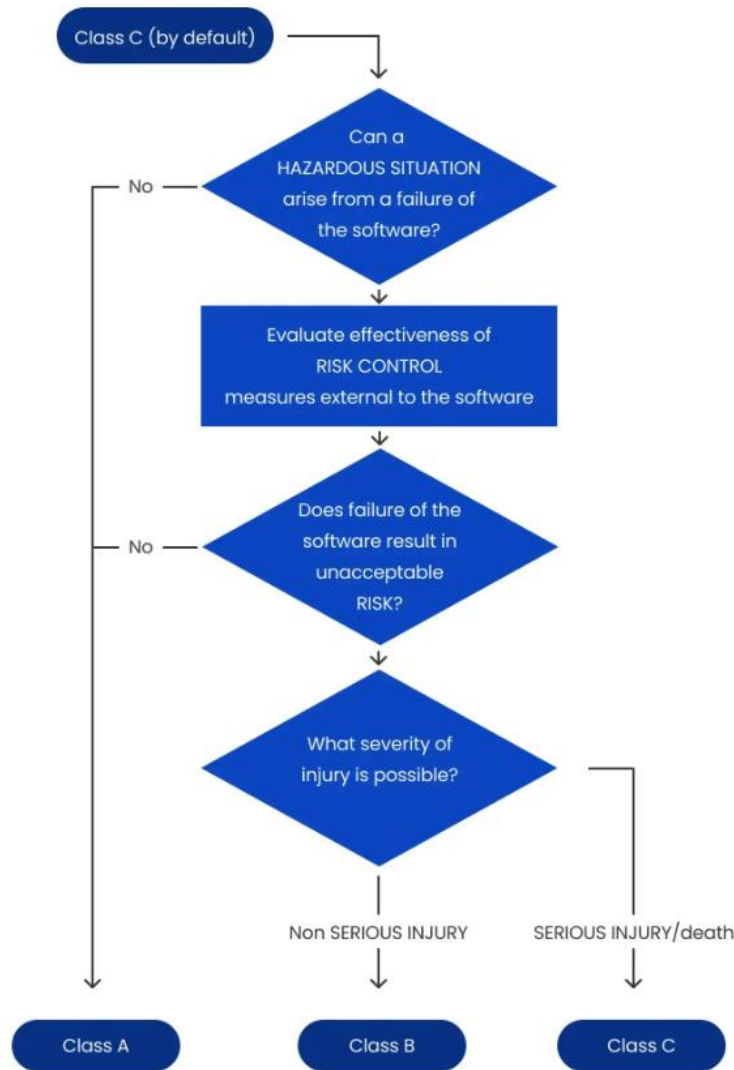 Class C (by default)
Can a
HAZARDOUS SITUATION
arise from a failure of
the software?
No
Evaluate effectiveness of
RISK CONTROL
measures external to the software
Does failure of the
software result in
unacceptable
RISK?
No
What severity of
injury is possible?
Non SERIOUS INJURY
SERIOUS INJURY/death
Class A
Class B
Class C